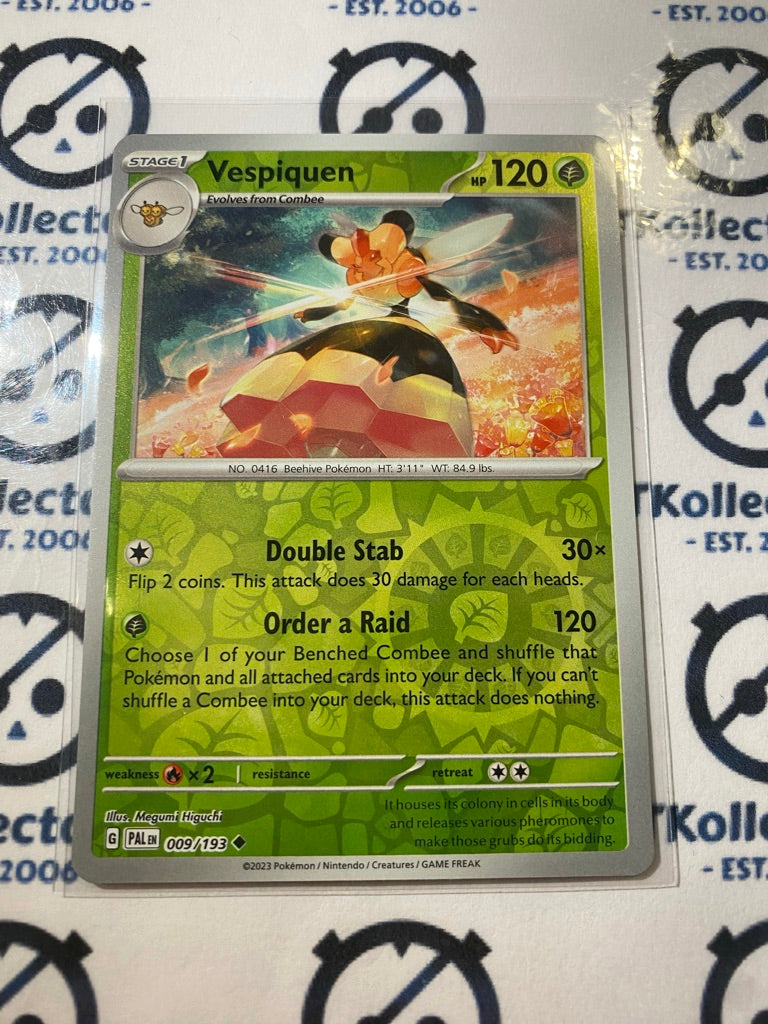 - EST. 2006 -
- EST. 2006 -
- EST. 200
STAGE 1
Vespiquen
HP 120
Evolves from Combee
Kollect
TKollect
EST. 2006
- EST. 200
NO. 0416 Beehive Pokémon HT: 3'11" WT: 84.9 lbs.
Kollect
TKollec
T. 2006
- EST. 20
Double Stab 30×
Flip 2 coins. This attack does 30 damage for each heads.
Order a Raid 120
Choose 1 of your Benched Combee and shuffle that
Pokémon and all attached cards into your deck. If you can't
shuffle a Combee into your deck, this attack does nothing.
weakness ×2 resistance retreat
Illus. Megumi Higuchi
G PAL EN 009/193
It houses its colony in cells in its body
and releases various pheromones to
make those grubs do its bidding.
©2023 Pokémon / Nintendo / Creatures / GAME FREAK
Kollect
TKollec
EST. 2006
- EST.